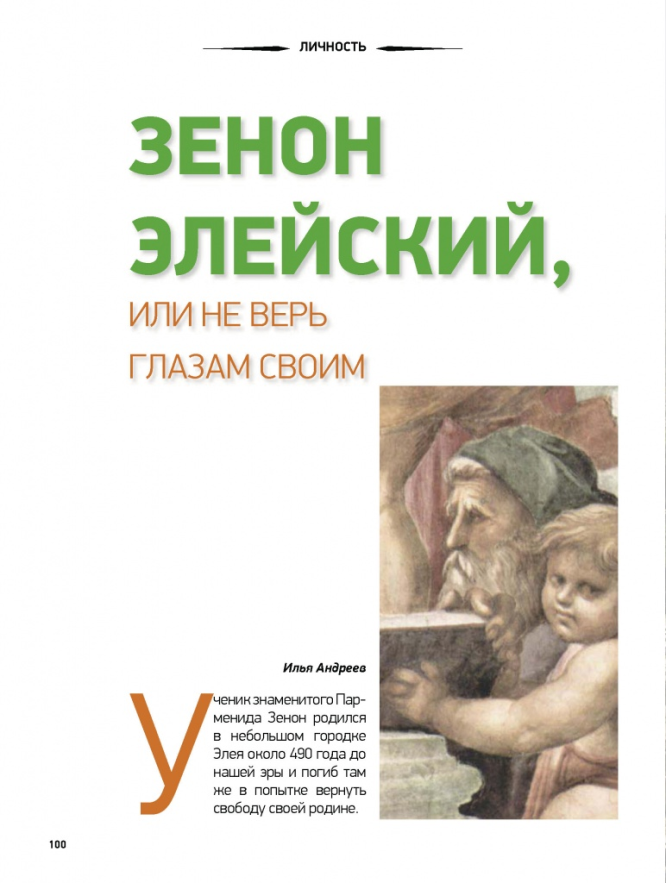 ЛИЧНОСТЬ
ЗЕНОН
ЭЛЕЙСКИЙ,
ИЛИ НЕ ВЕРЬ
ГЛАЗАМ СВОИМ
Илья Андреев
Ученик знаменитого Пар-
менида Зенон родился
в небольшом городке
Элея около 490 года до
нашей эры и погиб там
же в попытке вернуть
свободу своей родине.
100